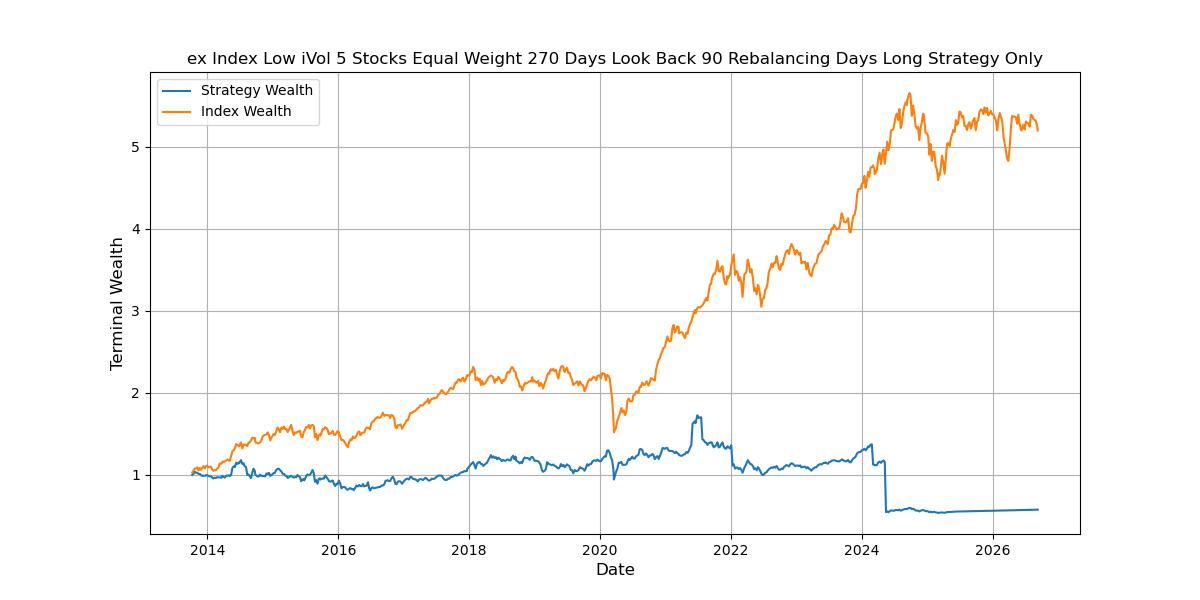 ex Index Low iVol 5 Stocks Equal Weight 270 Days Look Back 90 Rebalancing Days Long Strategy Only
Strategy Wealth
Index Wealth
Terminal Wealth
5
4
3
2
1
2014 2016 2018 2020 2022 2024 2026
Date